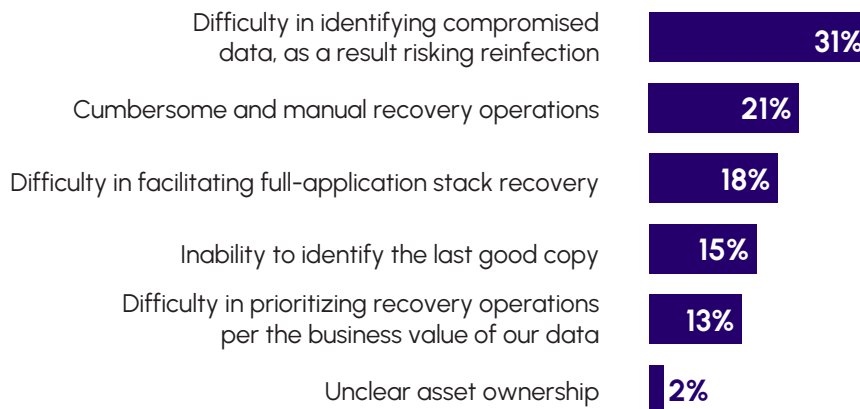 Difficulty in identifying compromised
data, as a result risking reinfection
31%
Cumbersome and manual recovery operations
21%
Difficulty in facilitating full-application stack recovery
18%
Inability to identify the last good copy
15%
Difficulty in prioritizing recovery operations
per the business value of our data
13%
Unclear asset ownership
2%